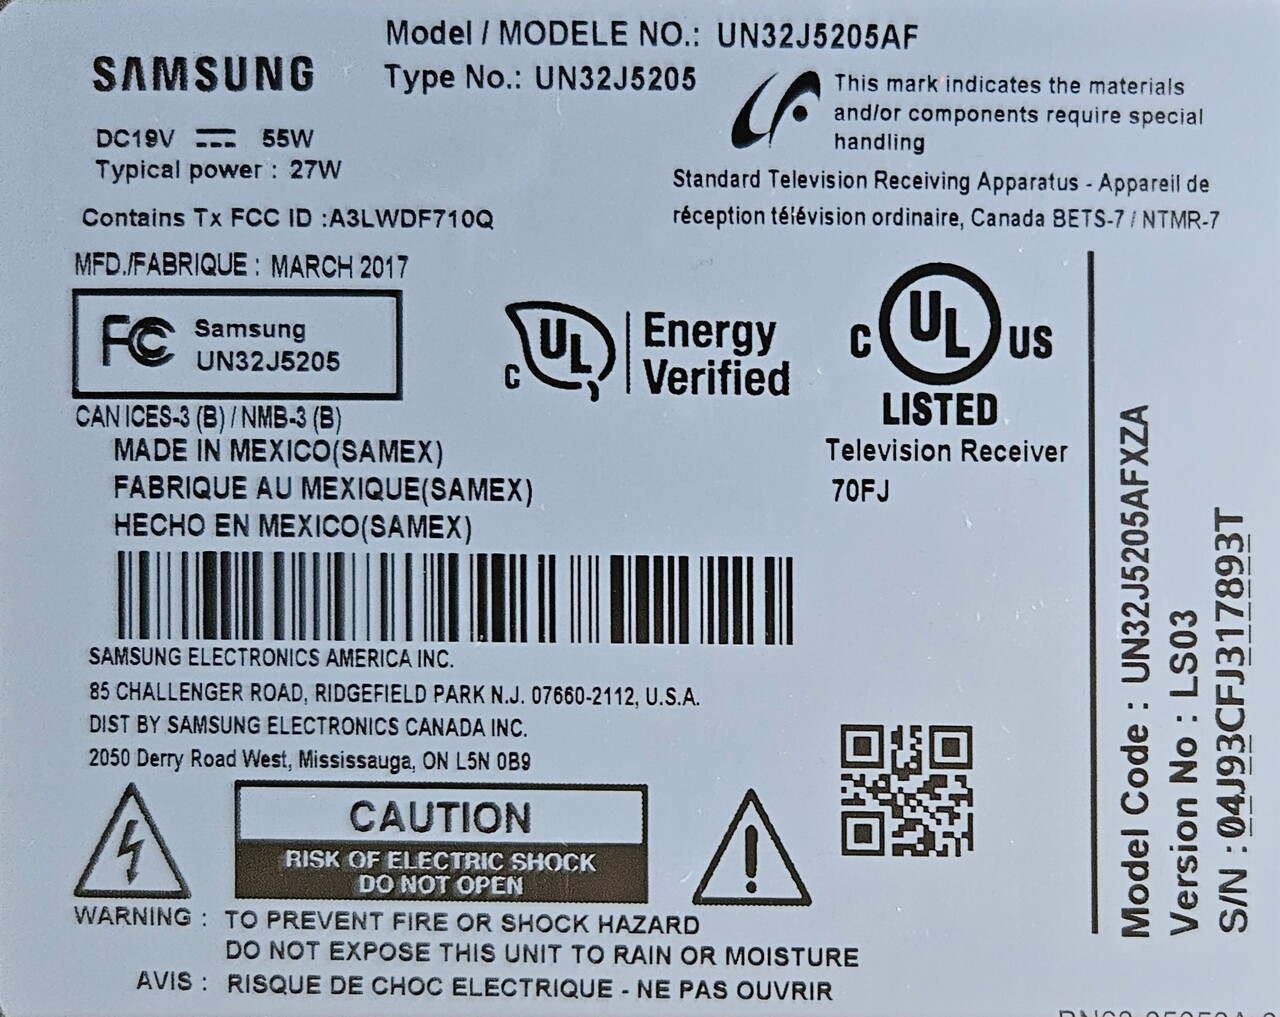 SAMSUNG
Model / MODELE NO.: UN32J5205AF
Type No.: UN32J5205
DC19V 55W
Typical power : 27W
This mark indicates the materials
and/or components require special
handling
Standard Television Receiving Apparatus - Appareil de
réception télévision ordinaire, Canada BETS-7 / NTMR-7
Contains Tx FCC ID :A3LWDF710Q
MFD./FABRIQUE : MARCH 2017
FC Samsung
UN32J5205
C UL Energy
Verified
C UL US
LISTED
Television Receiver
70FJ
CAN ICES-3 (B) / NMB-3 (B)
MADE IN MEXICO(SAMEX)
FABRIQUE AU MEXIQUE(SAMEX)
HECHO EN MEXICO(SAMEX)
SAMSUNG ELECTRONICS AMERICA INC.
85 CHALLENGER ROAD, RIDGEFIELD PARK N.J. 07660-2112, U.S.A.
DIST BY SAMSUNG ELECTRONICS CANADA INC.
2050 Derry Road West, Mississauga, ON L5N 0B9
CAUTION
RISK OF ELECTRIC SHOCK
DO NOT OPEN
WARNING : TO PREVENT FIRE OR SHOCK HAZARD
DO NOT EXPOSE THIS UNIT TO RAIN OR MOISTURE
AVIS : RISQUE DE CHOC ELECTRIQUE - NE PAS OUVRIR
Model Code : UN32J5205AFXZA
Version No : LS03
S/N : 04J93CFJ317893T